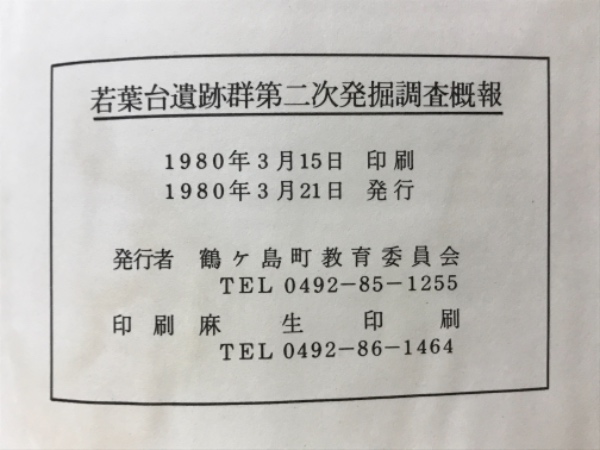 若葉台遺跡群第二次発掘調査概報
1980年3月15日 印刷
1980年3月21日 発行
発行者 鶴ヶ島町教育委員会
TEL 0492-85-1255
印刷 麻生印刷
TEL 0492-86-1464